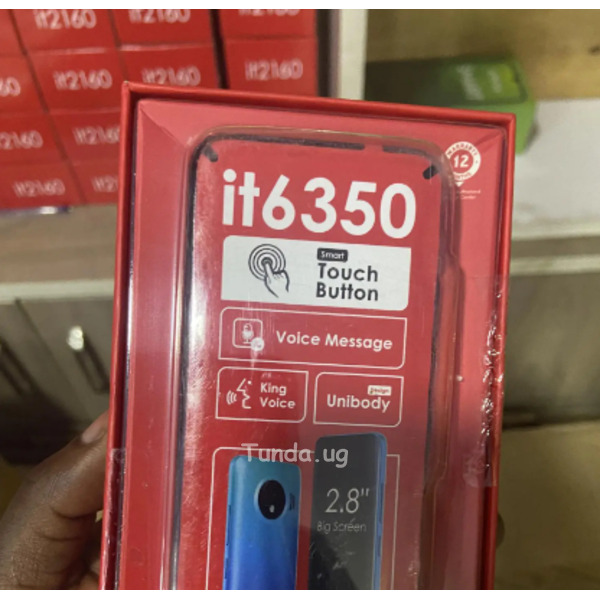 it2160
it2160
it2160
it2160
it2160
it2160
it2160
WARRANTY
12
it6350
Smart
Touch
Button
Voice Message
King
Voice
Unibody
Tunda.ug
2.8"
Big Screen